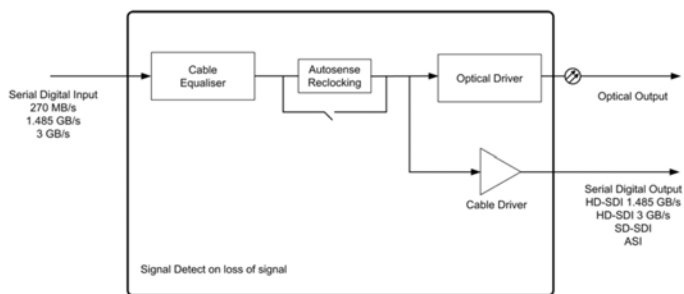 Cable
Equaliser
Autosense
Reclocking
Optical Driver
Serial Digital Input
270 MB/s
1.485 GB/s
3 GB/s
Optical Output
Cable Driver
Serial Digital Output
HD-SDI 1.485 GB/s
HD-SDI 3 GB/s
SD-SDI
ASI
Signal Detect on loss of signal